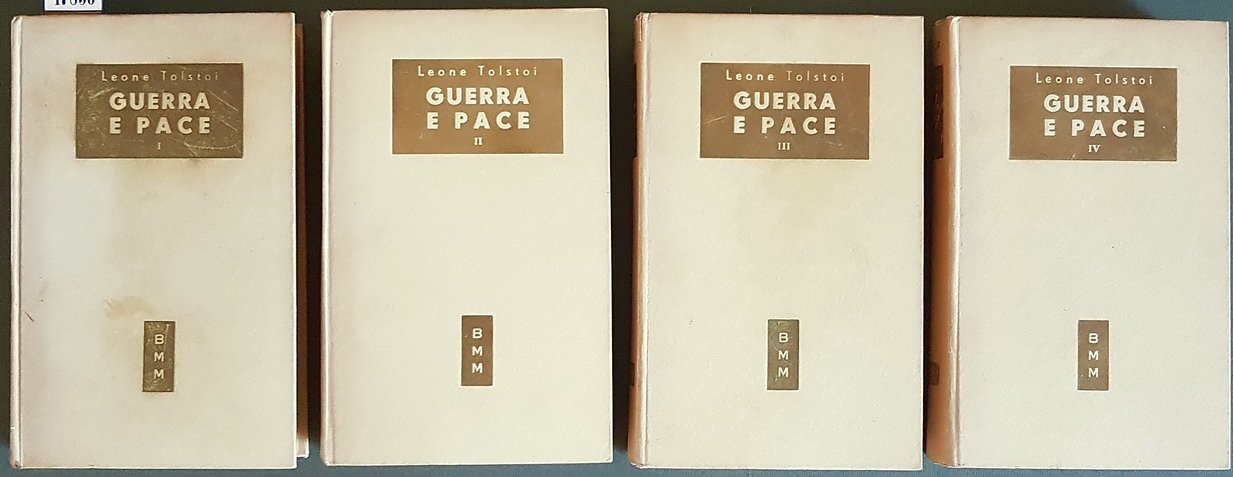 Leone Tolstoi
GUERRA
E PACE
I
B
M
M
Leone Tolstoi
GUERRA
E PACE
II
B
M
M
Leone Tolstoi
GUERRA
E PACE
III
B
M
M
Leone Tolstoi
GUERRA
E PACE
IV
B
M
M